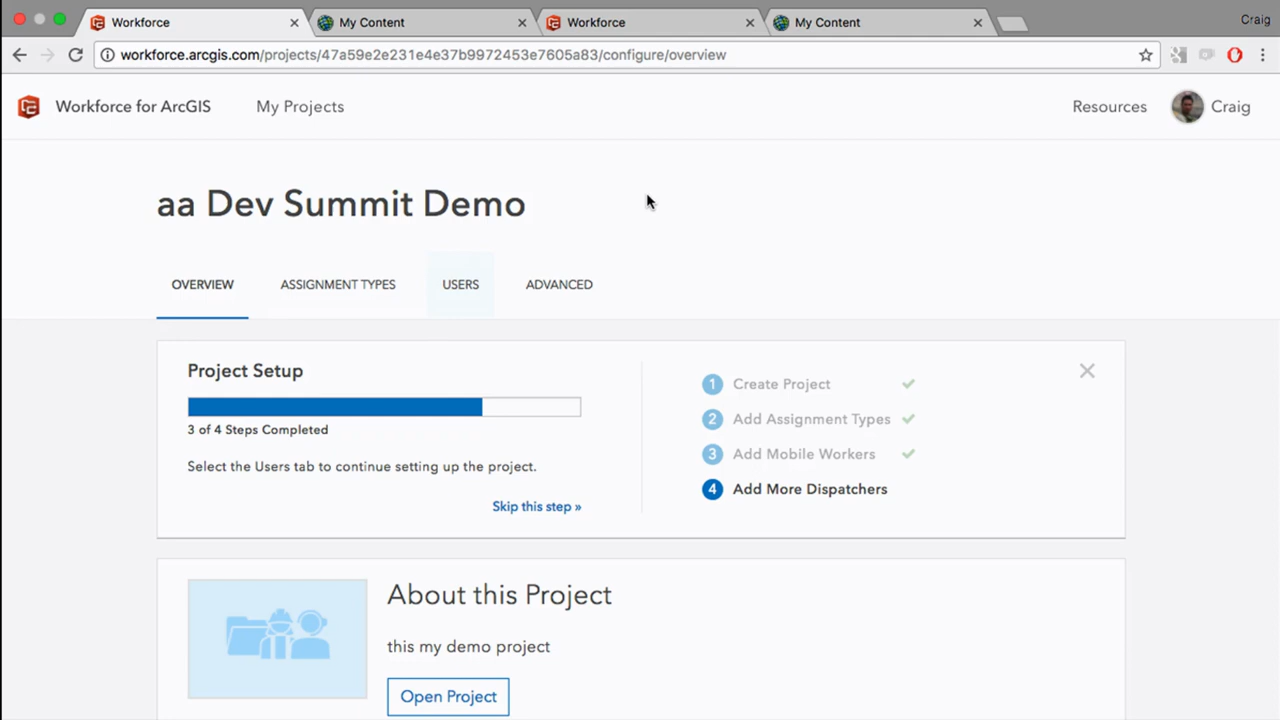 Workforce
My Content
Workforce
My Content
Craig
workforce.arcgis.com/projects/47a59e2e231e4e37b9972453e7605a83/configure/overview
Workforce for ArcGIS
My Projects
Resources
Craig
aa Dev Summit Demo
OVERVIEW
ASSIGNMENT TYPES
USERS
ADVANCED
Project Setup
3 of 4 Steps Completed
Select the Users tab to continue setting up the project.
Skip this step »
1 Create Project
2 Add Assignment Types
3 Add Mobile Workers
4 Add More Dispatchers
About this Project
this my demo project
Open Project